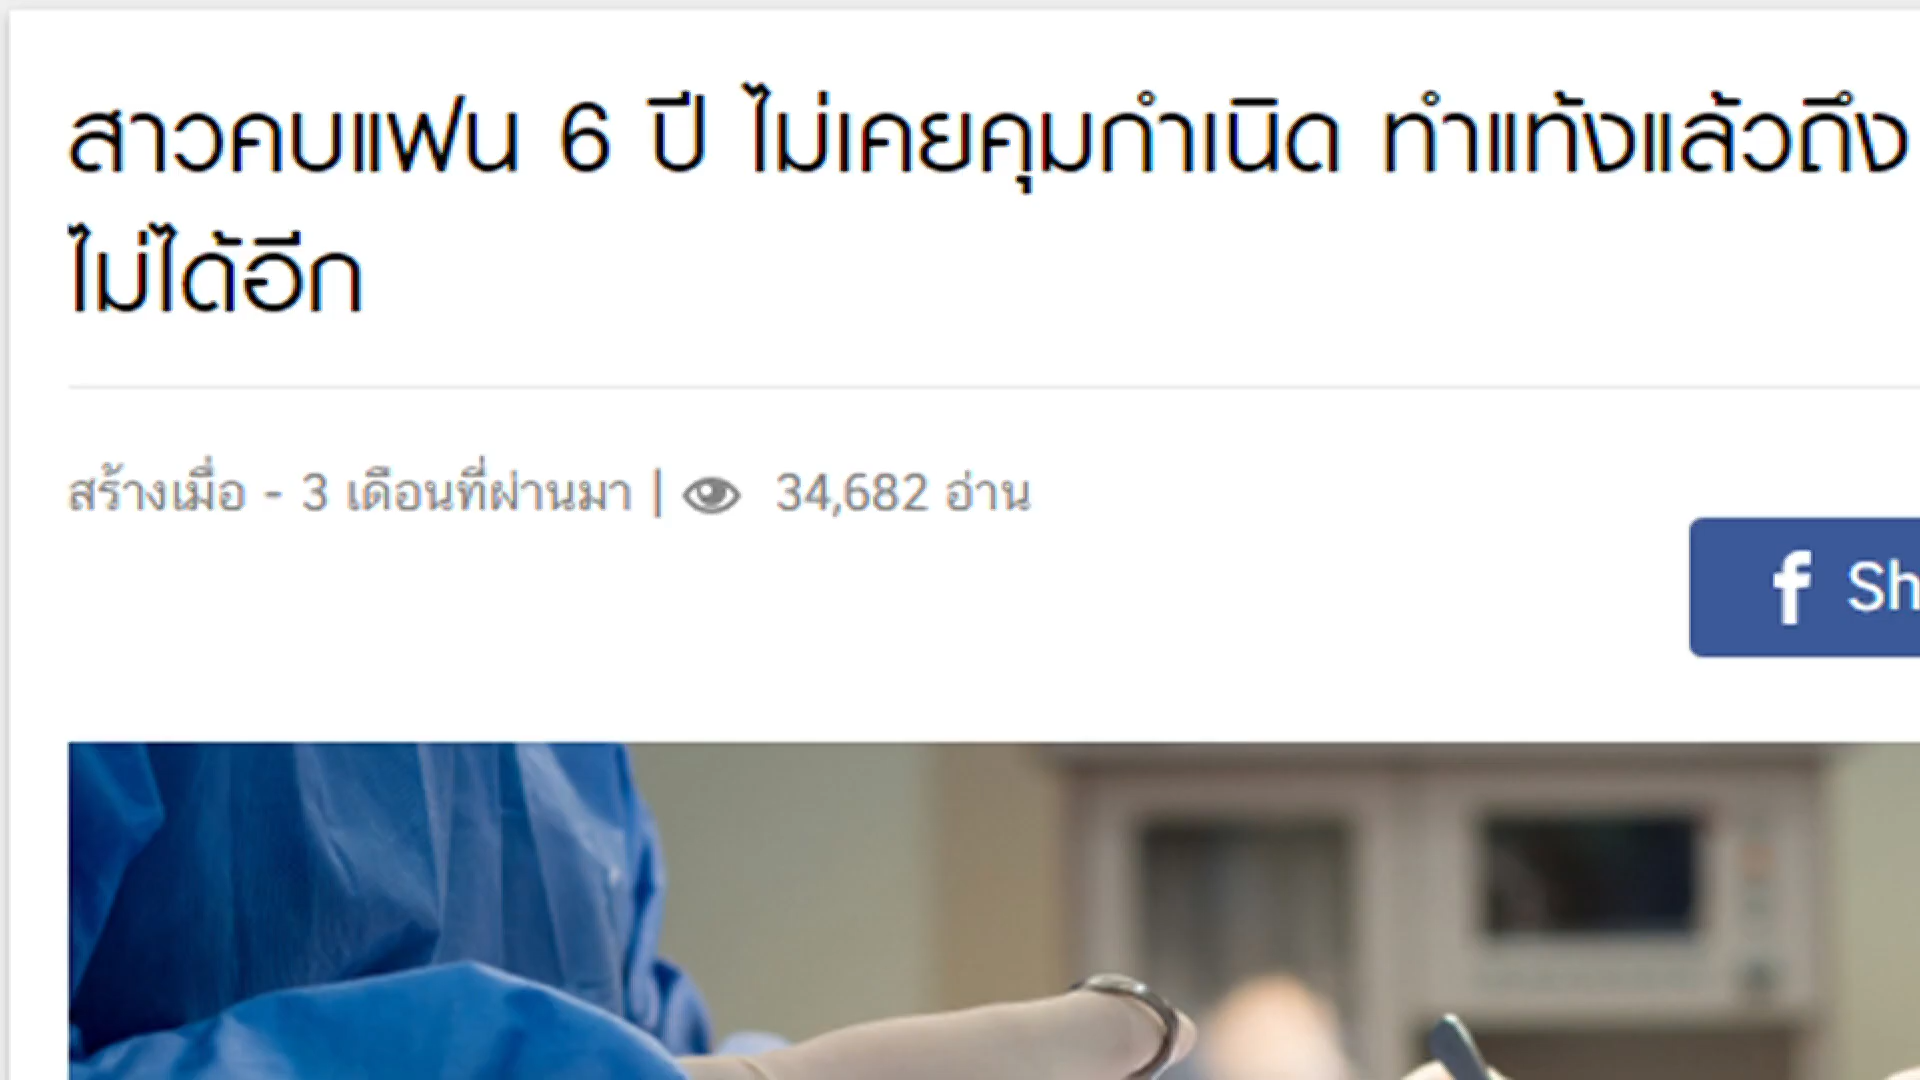 สาวคบแฟน 6 ปี ไม่เคยคุมกำเนิด ทำแท้งแล้วถึง
ไม่ได้อีก
สร้างเมื่อ - 3 เดือนที่ผ่านมา | 34,682 อ่าน
f Sh